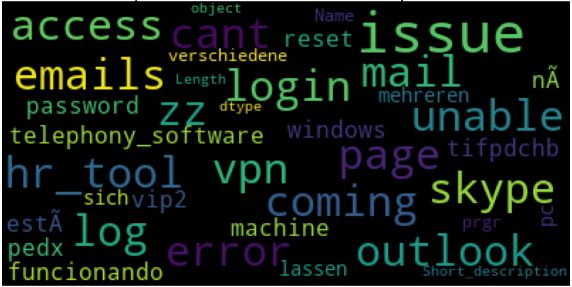 object
access cant Name issue
reset
verschiedene
emails Length login mail nÃ
dtype mehreren
password zz unable
telephony_software windows
page tifpdchb
hr_tool vpn
sich vip2 coming skype
estÃ log machine prgr pc
pedx error outlook
funcionando lassen Short_description